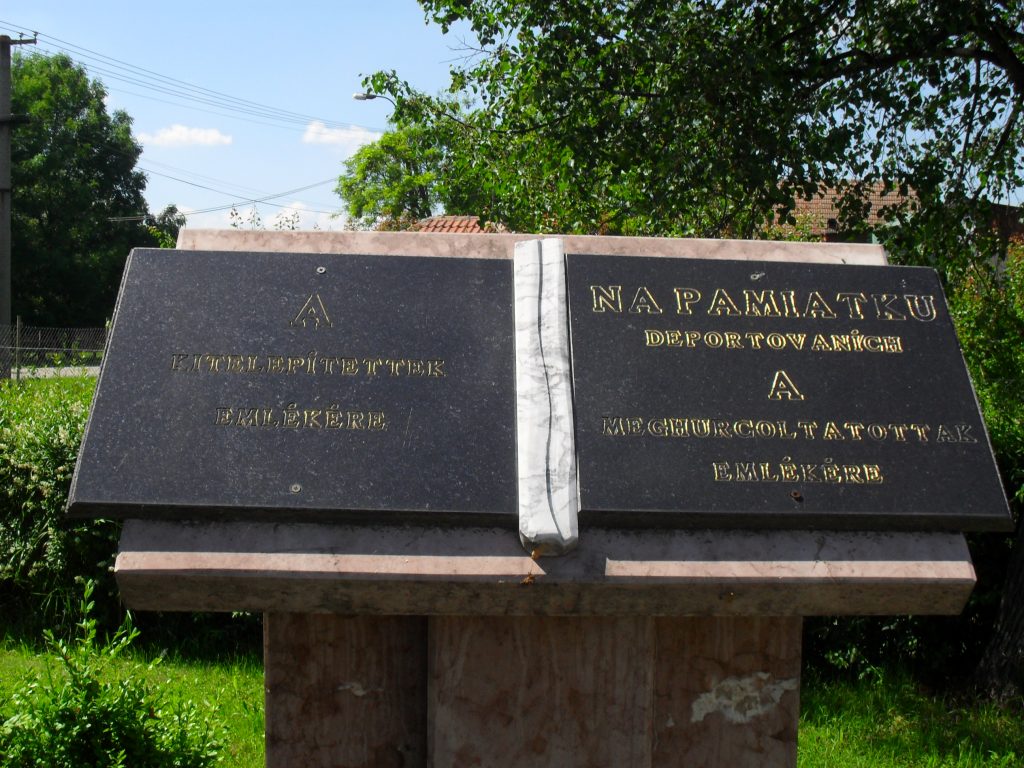 A
KITELEPÍTETTEK
EMLÉKÉRE
NA PAMIATKU
DEPORTOVANÍCH
A
MEGHURCOLTATOTTAK
EMLÉKÉRE